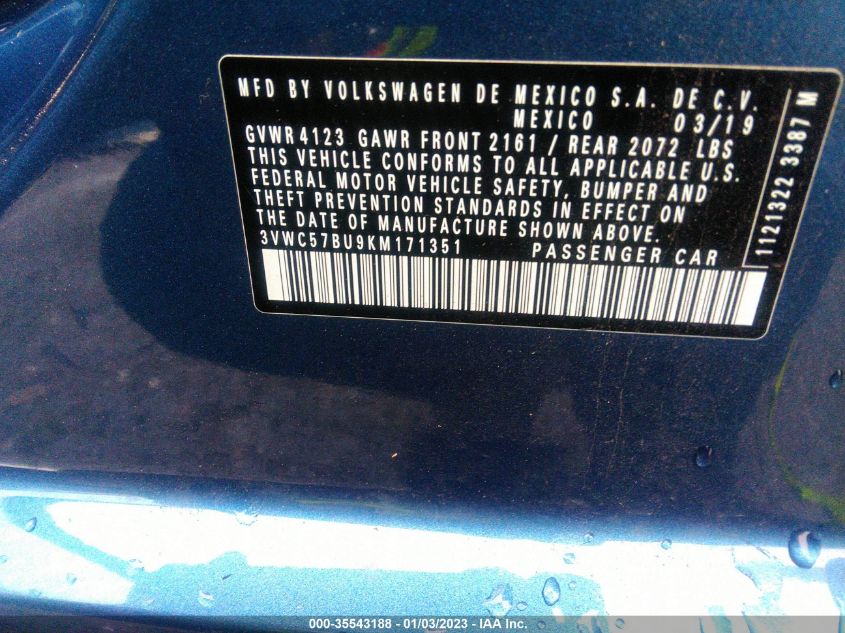 MFD BY VOLKSWAGEN DE MEXICO S.A. DE C.V.
MEXICO 03/19
GVWR 4123 GAWR FRONT 2161 / REAR 2072 LBS
THIS VEHICLE CONFORMS TO ALL APPLICABLE U.S.
FEDERAL MOTOR VEHICLE SAFETY, BUMPER AND
THEFT PREVENTION STANDARDS IN EFFECT ON
THE DATE OF MANUFACTURE SHOWN ABOVE.
3VWC57BU9KM171351 PASSENGER CAR
1121322 3387 M
000-35543188 - 01/03/2023 - IAA Inc.